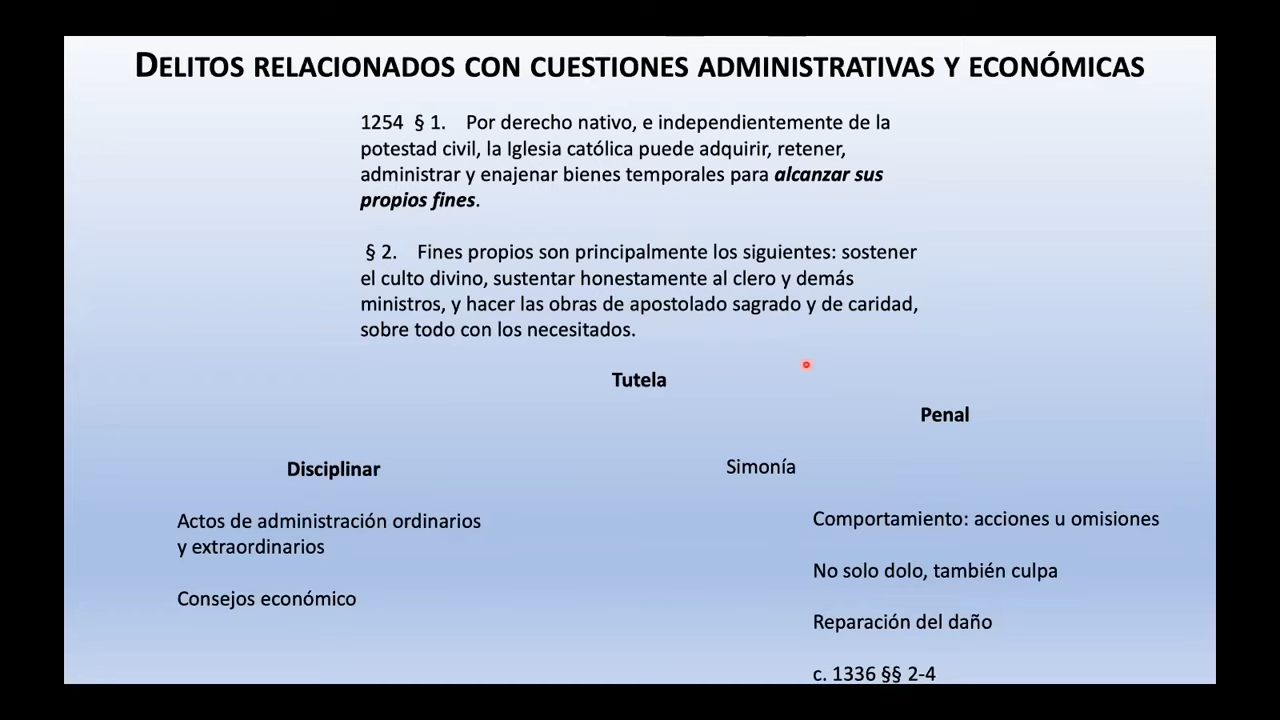 DELITOS RELACIONADOS CON CUESTIONES ADMINISTRATIVAS Y ECONÓMICAS
1254 § 1. Por derecho nativo, e independientemente de la
potestad civil, la Iglesia católica puede adquirir, retener,
administrar y enajenar bienes temporales para alcanzar sus
propios fines.
§ 2. Fines propios son principalmente los siguientes: sostener
el culto divino, sustentar honestamente al clero y demás
ministros, y hacer las obras de apostolado sagrado y de caridad,
sobre todo con los necesitados.
Tutela
Disciplinar
Actos de administración ordinarios
y extraordinarios
Consejos económico
Penal
Simonía
Comportamiento: acciones u omisiones
No solo dolo, también culpa
Reparación del daño
c. 1336 §§ 2-4